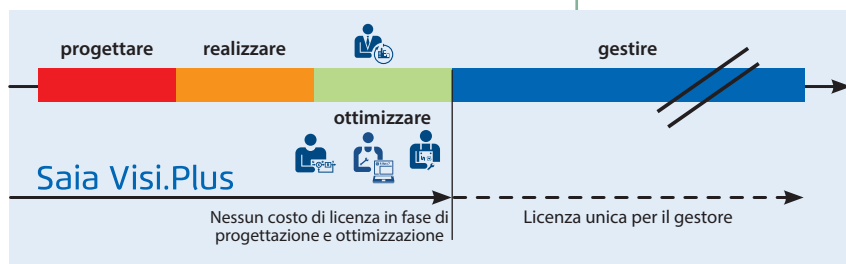 progettare realizzare gestire
ottimizzare
Saia Visi.Plus
Nessun costo di licenza in fase di
progettazione e ottimizzazione
Licenza unica per il gestore